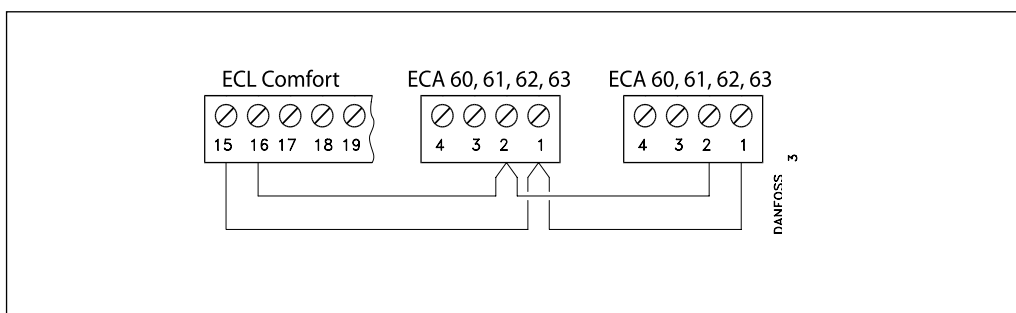 ECL Comfort
ECA 60, 61, 62, 63
ECA 60, 61, 62, 63
15 16 17 18 19
4 3 2 1
4 3 2 1
DANFOSS 3